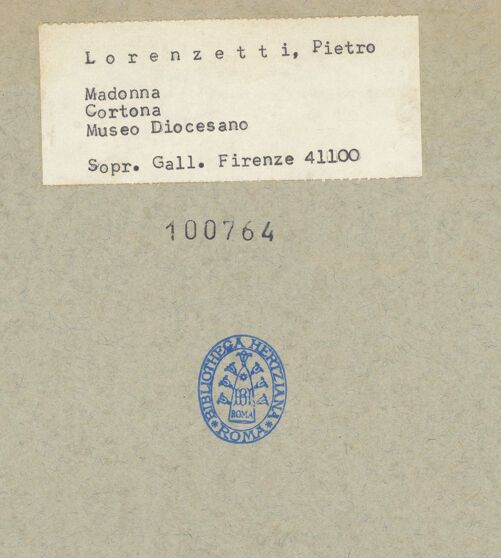 Lorenzetti, Pietro
Madonna
Cortona
Museo Diocesano
Sopr. Gall. Firenze 41100
100764
BIBLIOTHECA HERTZIANA
BH
ROMA
* ROMA *